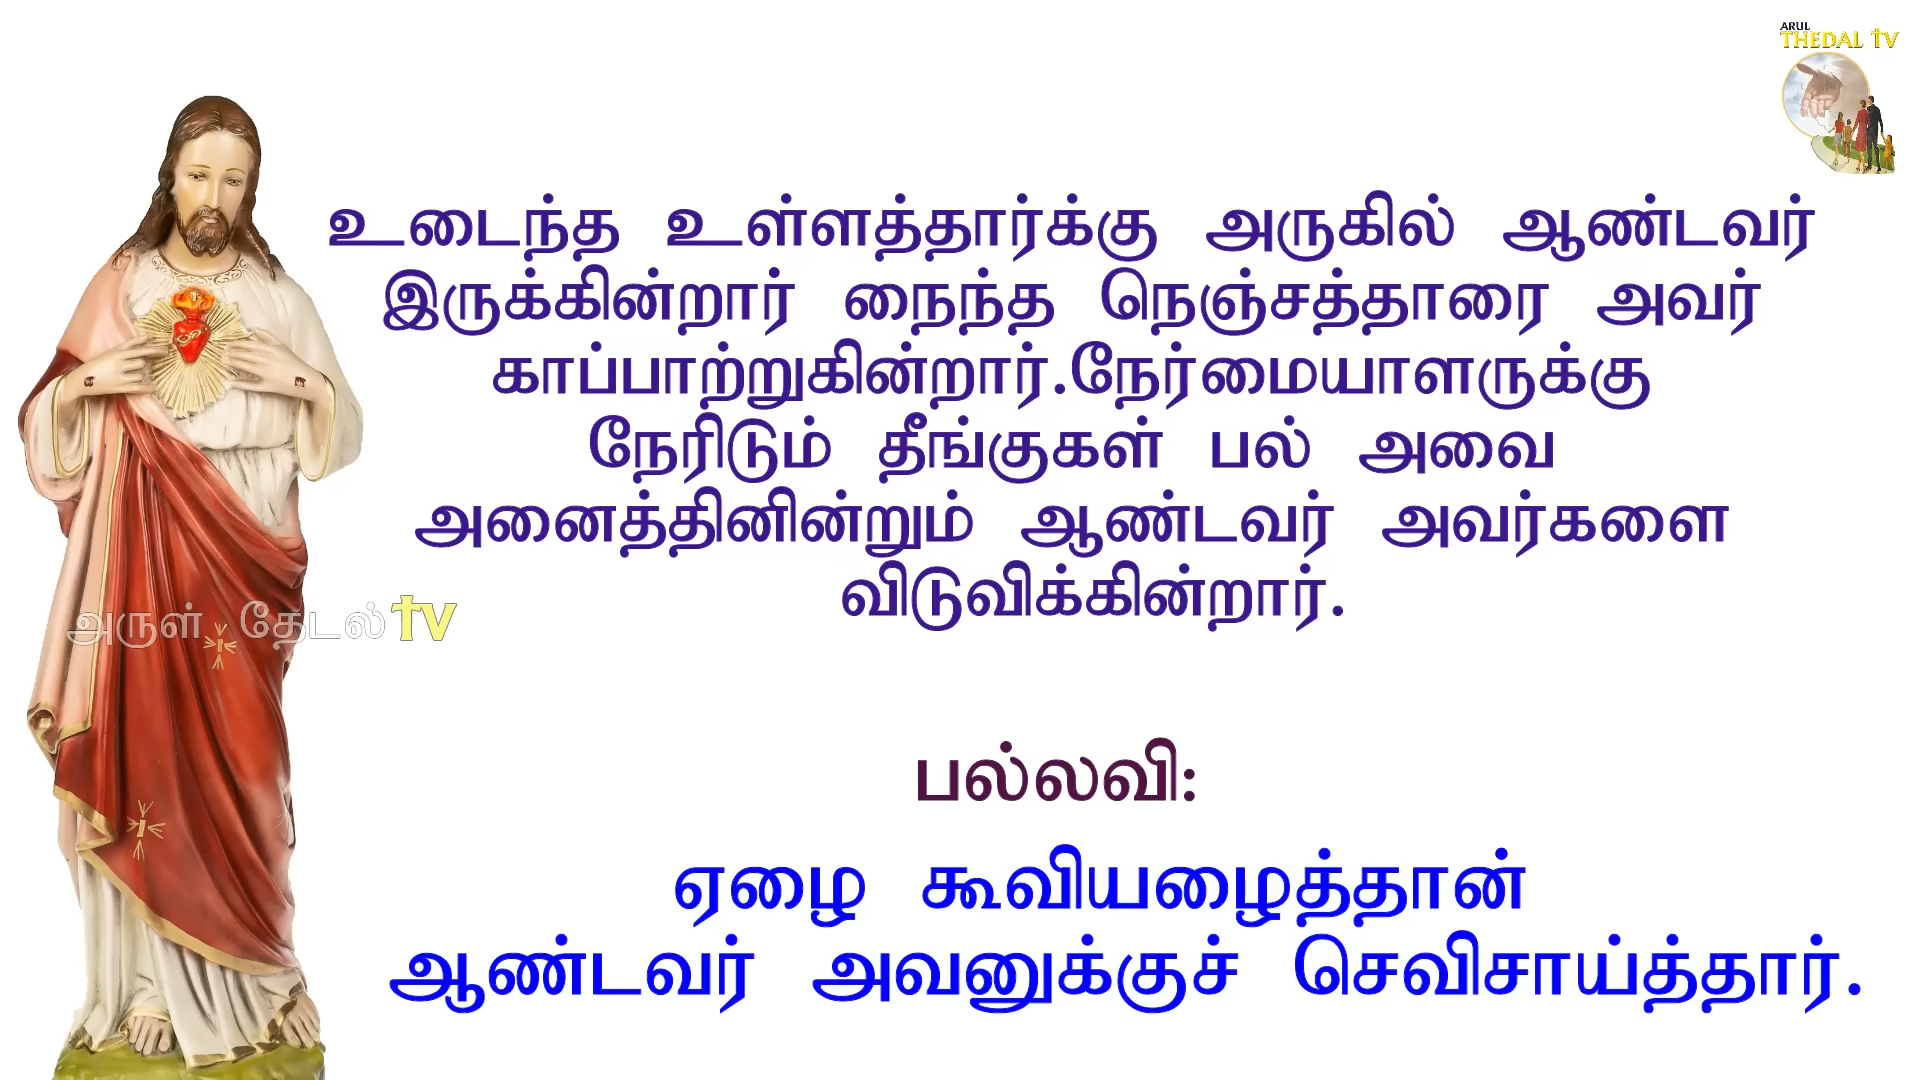 ARUL
THEDAL TV
உடைந்த உள்ளத்தார்க்கு அருகில் ஆண்டவர்
இருக்கின்றார் நைந்த நெஞ்சத்தாரை அவர்
காப்பாற்றுகின்றார்.நேர்மையாளருக்கு
நேரிடும் தீங்குகள் பல் அவை
அனைத்தினின்றும் ஆண்டவர் அவர்களை
விடுவிக்கின்றார்.
அருள் தேடல் TV
பல்லவி:
ஏழை கூவியழைத்தான்
ஆண்டவர் அவனுக்குச் செவிசாய்த்தார்.